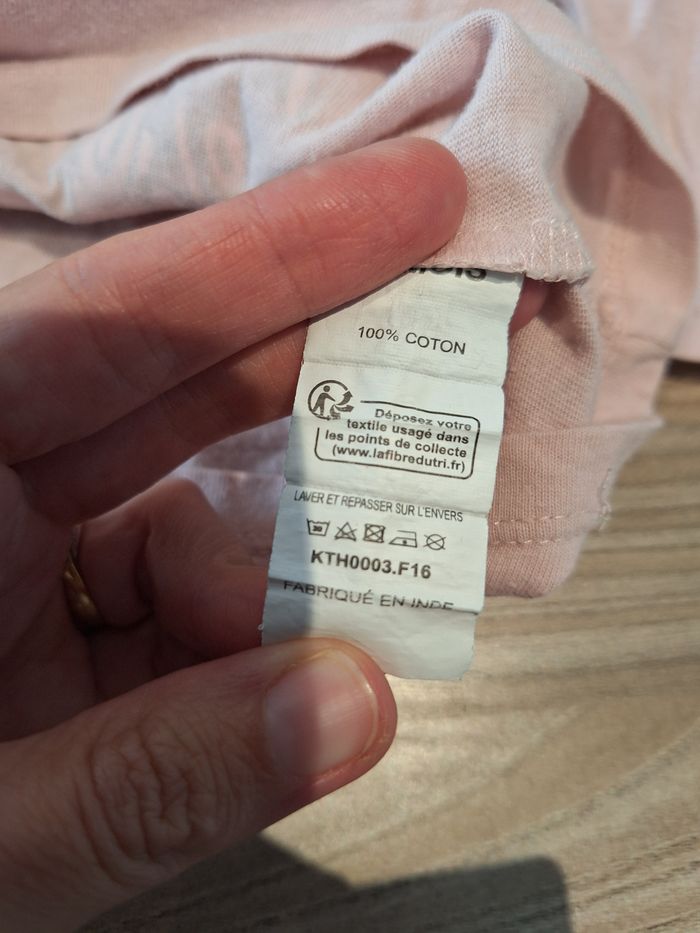 100% COTON
Déposez votre
textile usagé dans
les points de collecte
(www.lafibredutri.fr)
LAVER ET REPASSER SUR L'ENVERS
30
KTH0003.F16
FABRIQUÉ EN INDE